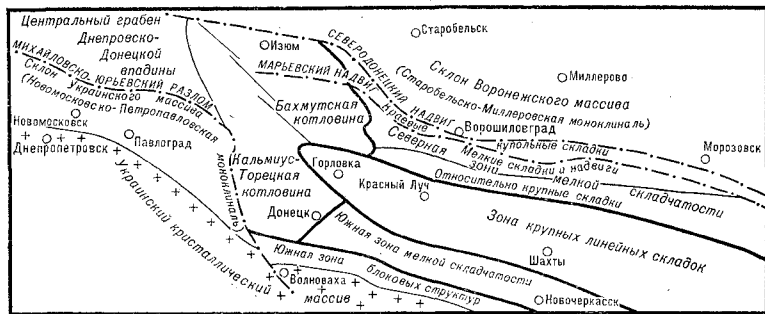 Центральный грабен
Днепровско-
Донецкой
впадины
Изюм
Старобельск
СЕВЕРОДОНЕЦКИЙ НАДВИГ
МАРЬЕВСКИЙ НАДВИГ
Миллерово
Склон Воронежского массива
(Старобельско-Миллеровская моноклиналь)
МИХАЙЛОВСКО-ЮРЬЕВСКИЙ РАЗЛОМ
Склон Украинского массива
(Новомосковско-Петропавловская
моноклиналь)
Новомосковск
Днепропетровск
Павлоград
Бахмутская
котловина
Ворошиловград
Морозовск
Краевые
купольные складки
Мелкие складки и надвиги
Северная зона мелкой складчатости
Относительно крупные складки
Кальмиус-
Торецкая
котловина
Горловка
Красный Луч
Донецк
Зона крупных линейных складок
Шахты
Южная зона мелкой складчатости
Южная зона блоковых структур
Волноваха
Новочеркасск
Украинский кристаллический
массив